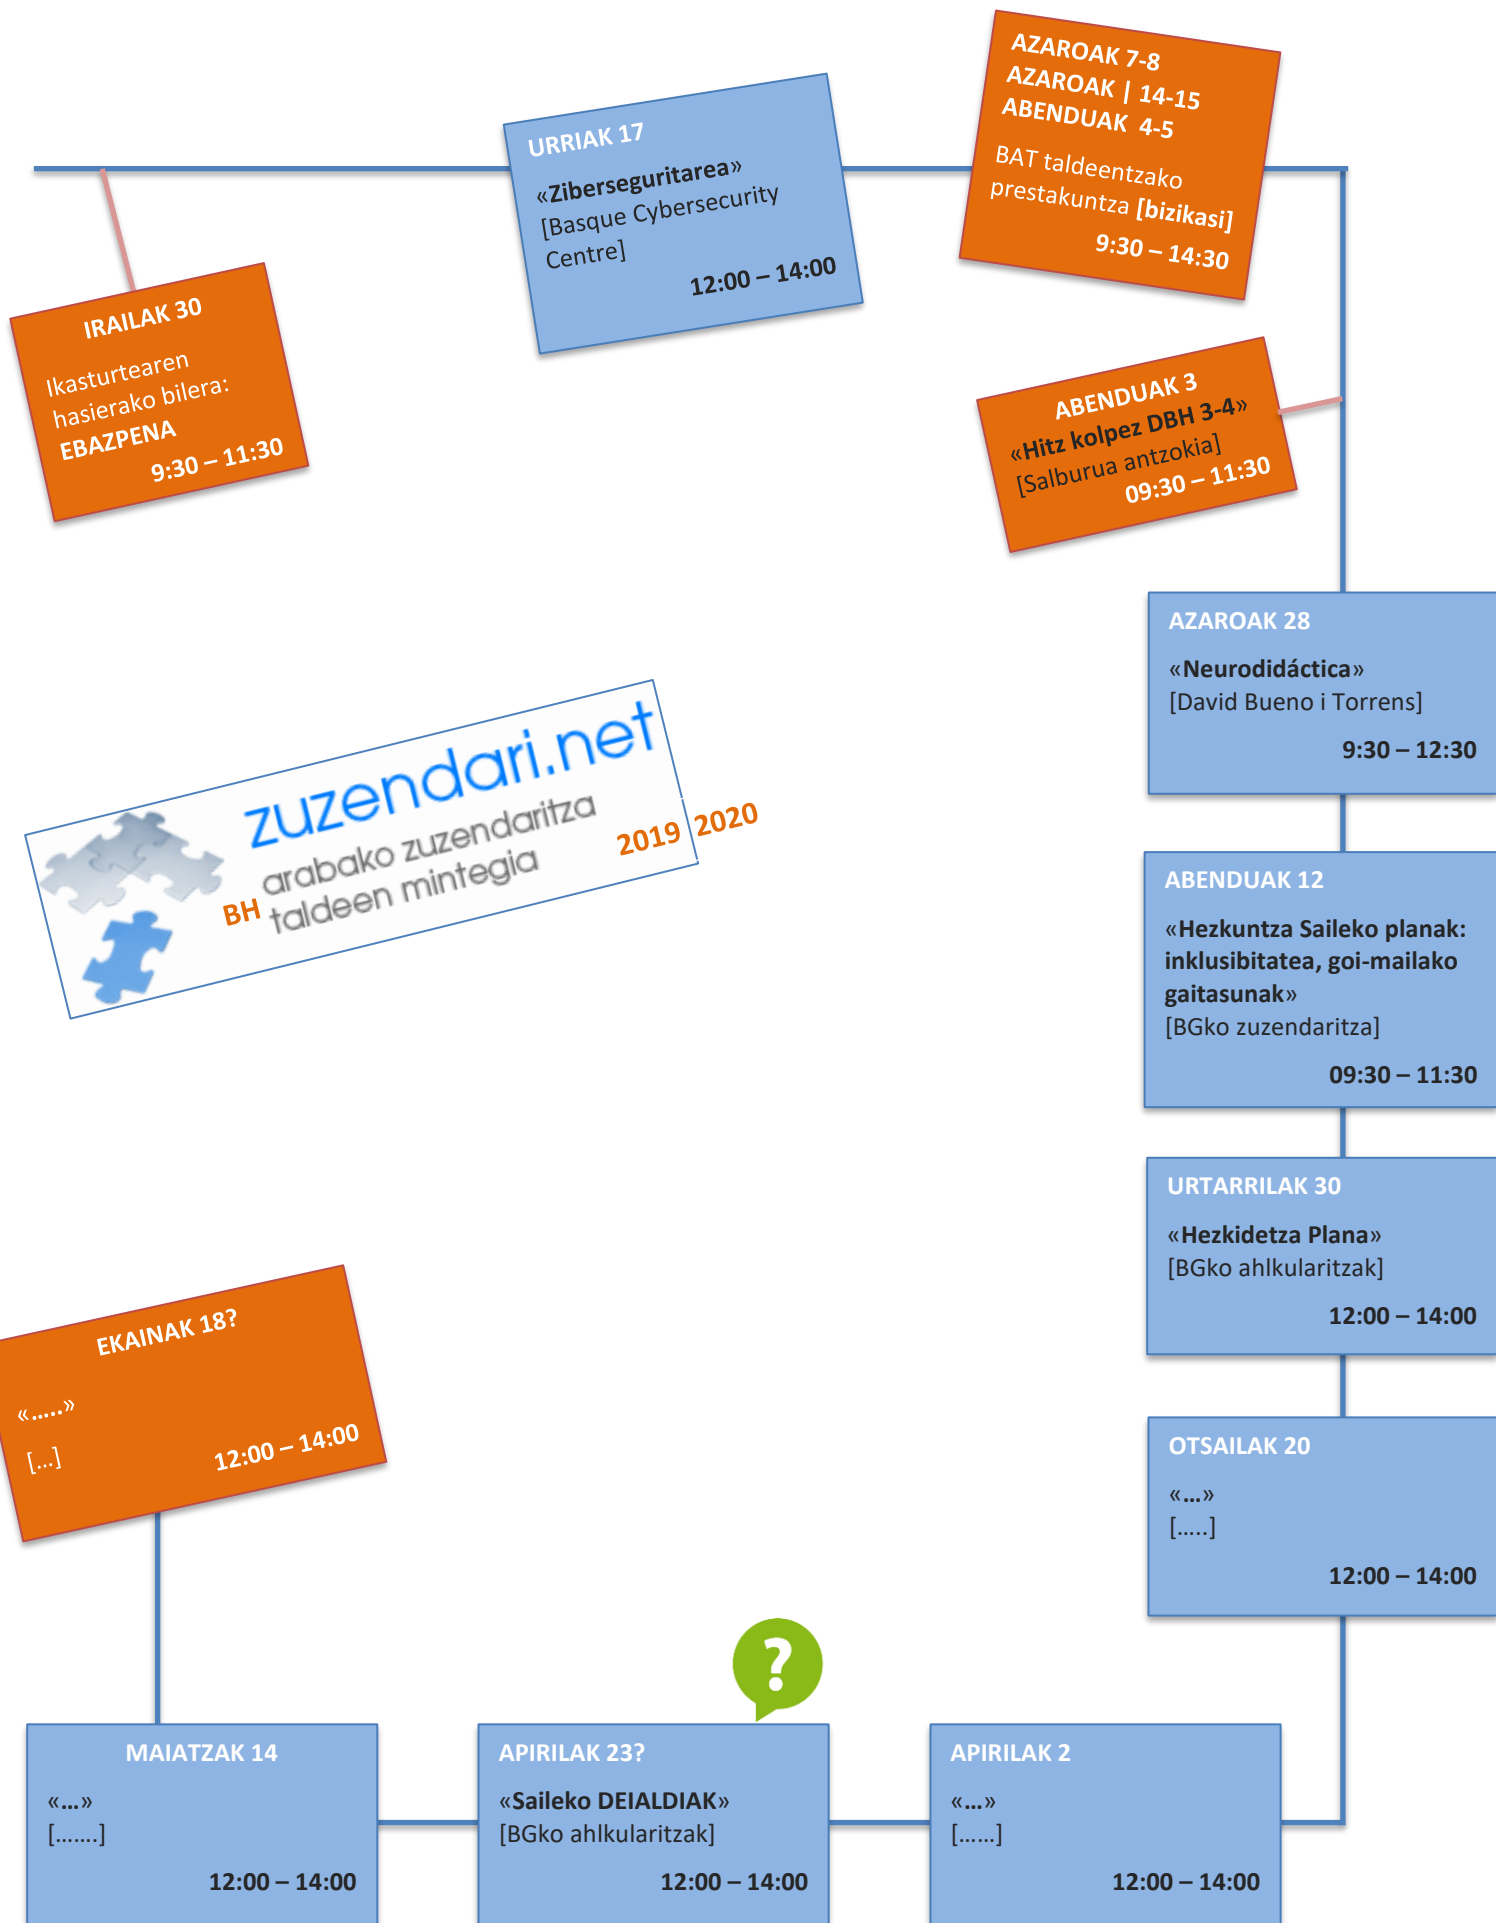 AZAROAK 7-8
AZAROAK | 14-15
ABENDUAK 4-5
BAT taldeentzako
prestakuntza [bizikasi]
9:30 – 14:30
URRIAK 17
«Ziberseguritarea»
[Basque Cybersecurity
Centre]
12:00 – 14:00
IRAILAK 30
Ikasturtearen
hasierako bilera:
EBAZPENA
9:30 – 11:30
ABENDUAK 3
«Hitz kolpez DBH 3-4»
[Salburua antzokia]
09:30 – 11:30
AZAROAK 28
«Neurodidáctica»
[David Bueno i Torrens]
9:30 – 12:30
zuzendari.net
arabako zuzendaritza
taldeen mintegia
BH
2019 2020
ABENDUAK 12
«Hezkuntza Saileko planak:
inklusibitatea, goi-mailako
gaitasunak»
[BGko zuzendaritza]
09:30 – 11:30
URTARRILAK 30
«Hezkidetza Plana»
[BGko ahlkularitzak]
12:00 – 14:00
EKAINAK 18?
«…..»
[…]
12:00 – 14:00
OTSAILAK 20
«…»
[…..]
12:00 – 14:00
?
MAIATZAK 14
«…»
[…….]
12:00 – 14:00
APIRILAK 23?
«Saileko DEIALDIAK»
[BGko ahlkularitzak]
12:00 – 14:00
APIRILAK 2
«…»
[……]
12:00 – 14:00